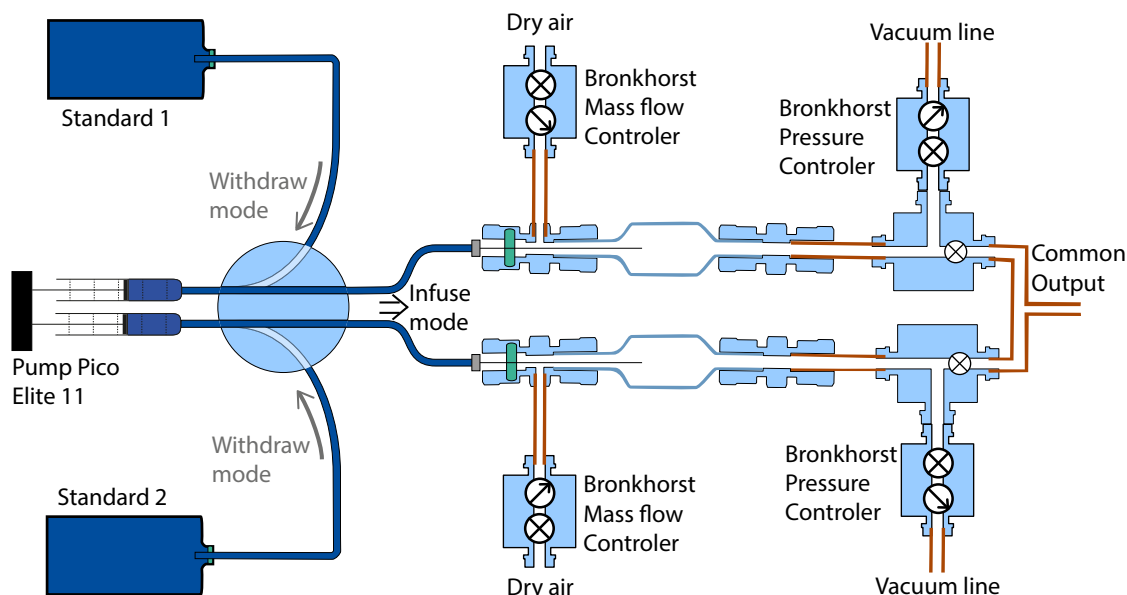 Dry air
Vacuum line
Bronkhorst
Mass flow
Controler
Bronkhorst
Pressure
Controler
Standard 1
Withdraw
mode
Common
Output
Infuse
mode
Pump Pico
Elite 11
Withdraw
mode
Bronkhorst
Pressure
Controler
Standard 2
Bronkhorst
Mass flow
Controler
Dry air
Vacuum line